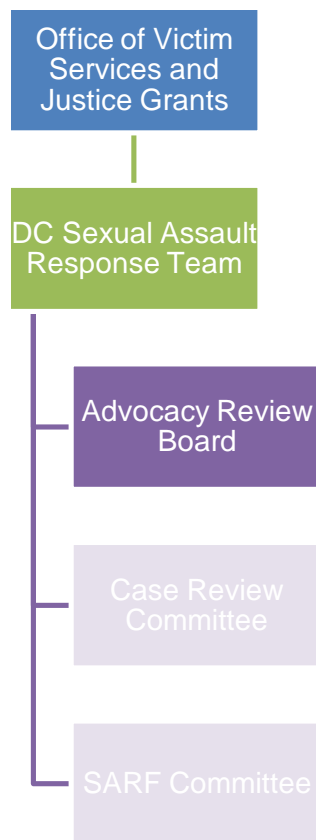 Office of Victim
Services and
Justice Grants
DC Sexual Assault
Response Team
Advocacy Review
Board
Case Review
Committee
SARF Committee